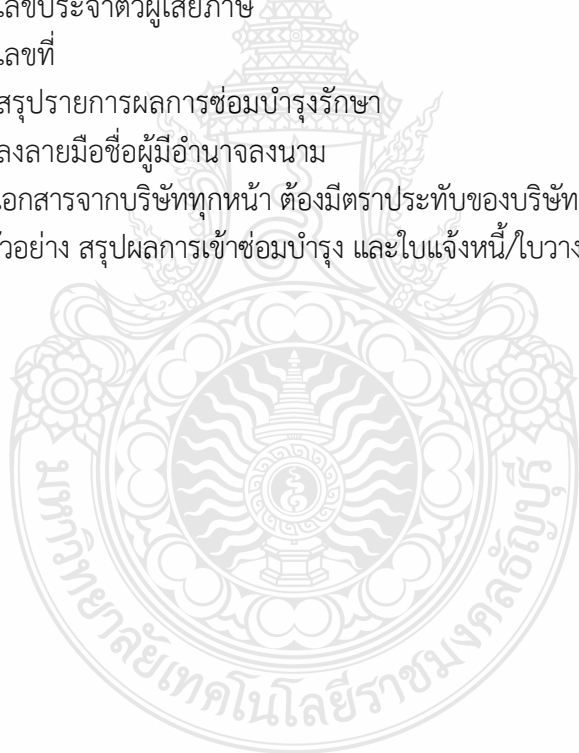 เลขประจำตัวผู้เสียภาษี
เลขที่
สรุปรายการผลการซ่อมบำรุงรักษา
ลงลายมือชื่อผู้มีอำนาจลงนาม
เอกสารจากบริษัททุกหน้า ต้องมีตราประทับของบริษัท
ตัวอย่าง สรุปผลการเข้าซ่อมบำรุง และใบแจ้งหนี้/ใบวาง
มหาวิทยาลัยเทคโนโลยีราชมงคลธัญบุรี